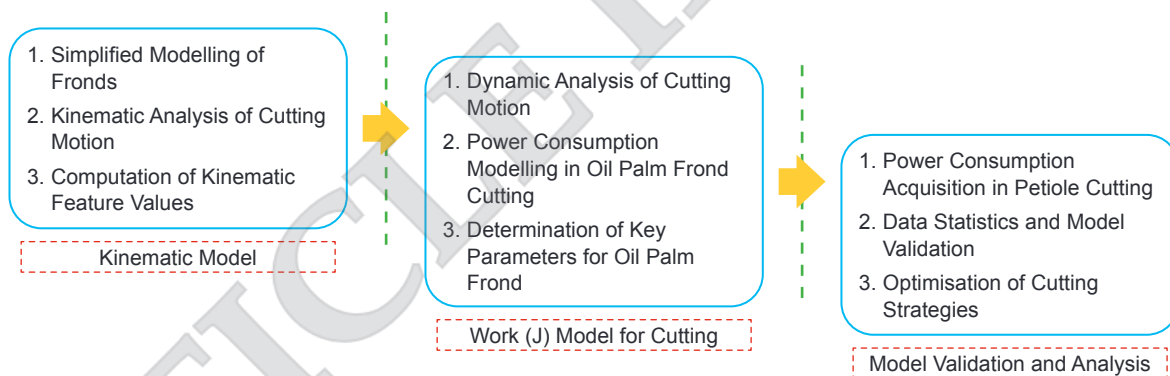 1. Simplified Modelling of
Fronds
2. Kinematic Analysis of Cutting
Motion
3. Computation of Kinematic
Feature Values
Kinematic Model
1. Dynamic Analysis of Cutting
Motion
2. Power Consumption
Modelling in Oil Palm Frond
Cutting
3. Determination of Key
Parameters for Oil Palm
Frond
Work (J) Model for Cutting
1. Power Consumption
Acquisition in Petiole Cutting
2. Data Statistics and Model
Validation
3. Optimisation of Cutting
Strategies
Model Validation and Analysis